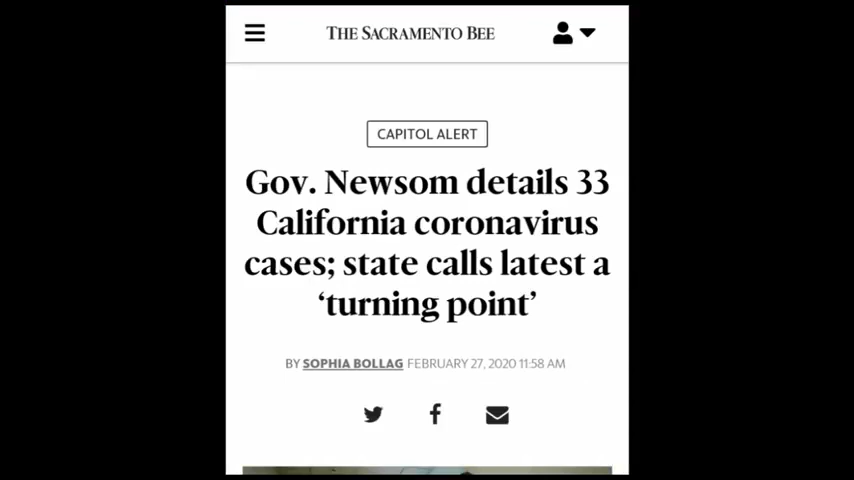 THE SACRAMENTO BEE
CAPITOL ALERT
Gov. Newsom details 33
California coronavirus
cases; state calls latest a
‘turning point’
BY SOPHIA BOLLAG FEBRUARY 27, 2020 11:58 AM